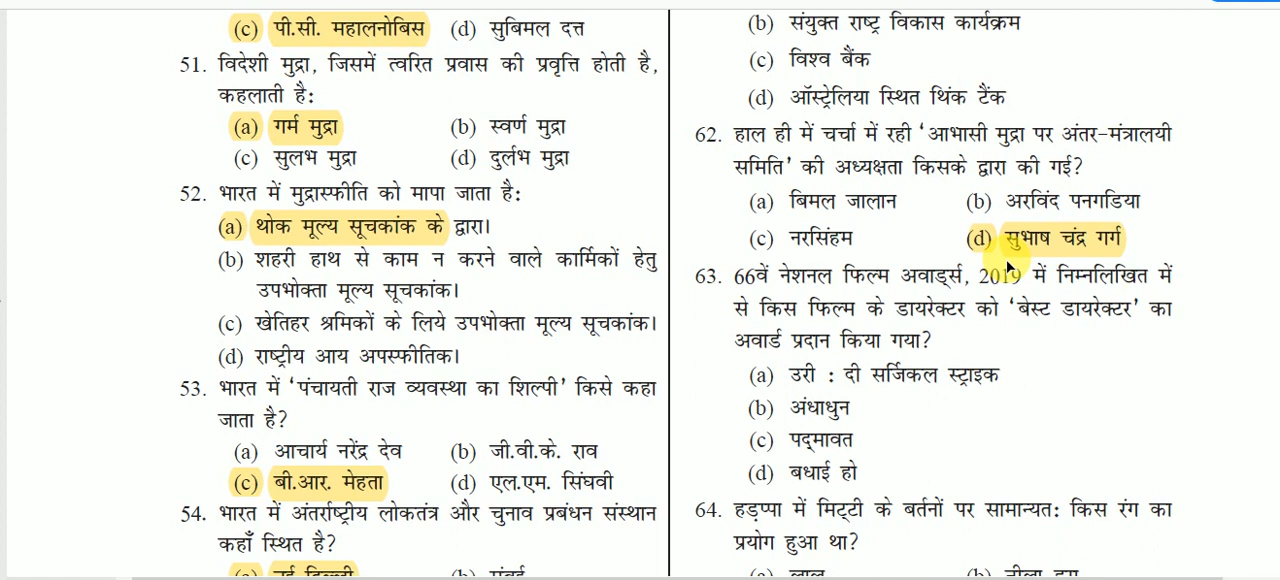 (c) पी.सी. महालनोबिस (d) सुबिमल दत्त
51. विदेशी मुद्रा, जिसमें त्वरित प्रवास की प्रवृत्ति होती है,
कहलाती है:
(a) गर्म मुद्रा (b) स्वर्ण मुद्रा
(c) सुलभ मुद्रा (d) दुर्लभ मुद्रा
52. भारत में मुद्रास्फीति को मापा जाता है:
(a) थोक मूल्य सूचकांक के द्वारा।
(b) शहरी हाथ से काम न करने वाले कार्मिकों हेतु
उपभोक्ता मूल्य सूचकांक।
(c) खेतिहर श्रमिकों के लिये उपभोक्ता मूल्य सूचकांक।
(d) राष्ट्रीय आय अपस्फीतिक।
53. भारत में ‘पंचायती राज व्यवस्था का शिल्पी’ किसे कहा
जाता है?
(a) आचार्य नरेंद्र देव (b) जी.वी.के. राव
(c) बी.आर. मेहता (d) एल.एम. सिंघवी
54. भारत में अंतर्राष्ट्रीय लोकतंत्र और चुनाव प्रबंधन संस्थान
कहाँ स्थित है?
(a) नई दिल्ली (b) मुंबई
(b) संयुक्त राष्ट्र विकास कार्यक्रम
(c) विश्व बैंक
(d) ऑस्ट्रेलिया स्थित थिंक टैंक
62. हाल ही में चर्चा में रही ‘आभासी मुद्रा पर अंतर-मंत्रालयी
समिति’ की अध्यक्षता किसके द्वारा की गई?
(a) बिमल जालान (b) अरविंद पनगडिया
(c) नरसिंहम (d) सुभाष चंद्र गर्ग
63. 66वें नेशनल फिल्म अवार्ड्स, 2019 में निम्नलिखित में
से किस फिल्म के डायरेक्टर को ‘बेस्ट डायरेक्टर’ का
अवार्ड प्रदान किया गया?
(a) उरी : दी सर्जिकल स्ट्राइक
(b) अंधाधुन
(c) पद्मावत
(d) बधाई हो
64. हड़प्पा में मिट्टी के बर्तनों पर सामान्यत: किस रंग का
प्रयोग हुआ था?
(a) लाल (b) नीला हरा